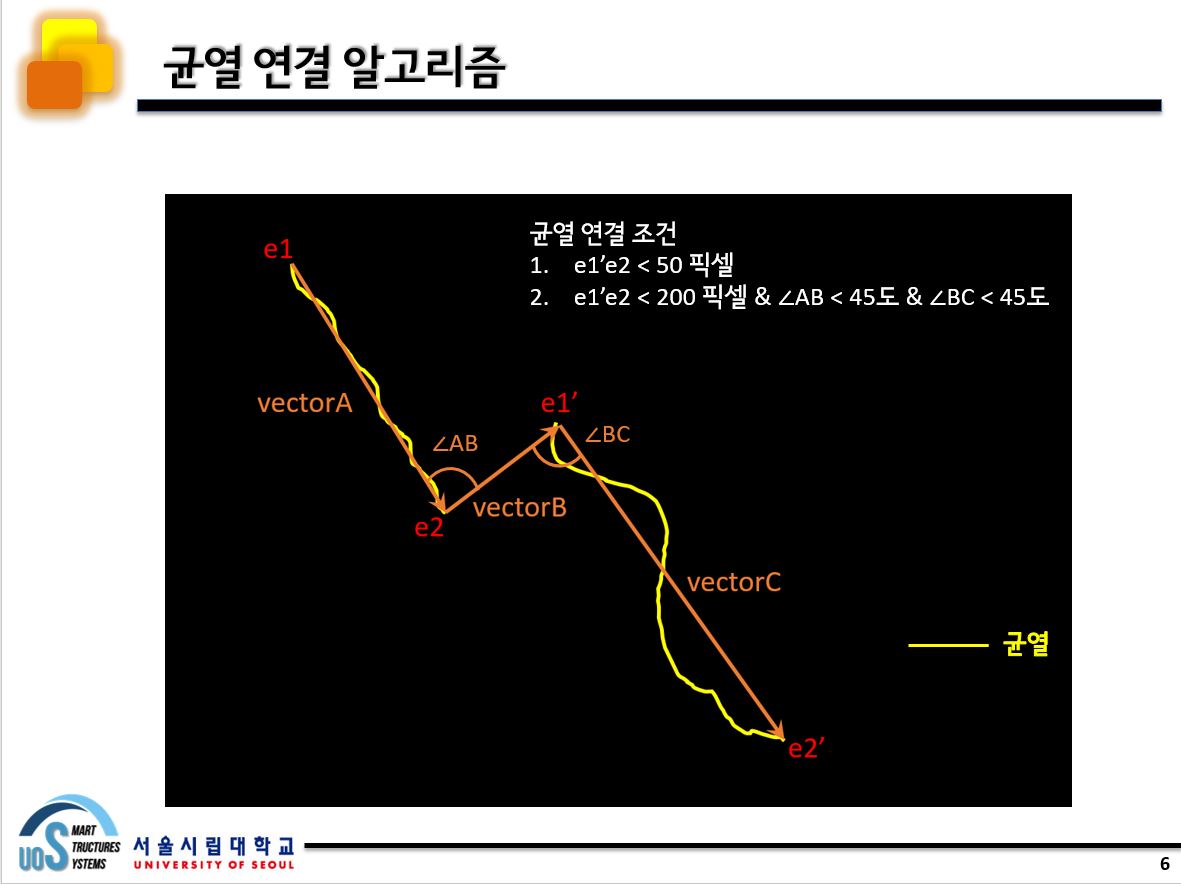 균열 연결 알고리즘
균열 연결 조건
1. e1’e2 < 50 픽셀
2. e1’e2 < 200 픽셀 & ∠AB < 45도 & ∠BC < 45도
e1
vectorA
e1’
∠AB
∠BC
vectorB
e2
vectorC
균열
e2’
UOS
MART
TRUCTURES
YSTEMS
서울시립대학교
UNIVERSITY OF SEOUL
6